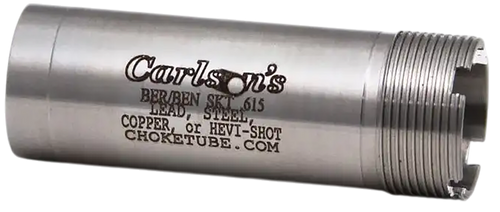 Carlson's
BER/BEN SKT .615
LEAD, STEEL,
COPPER, or HEVI-SHOT
CHOKETUBE.COM